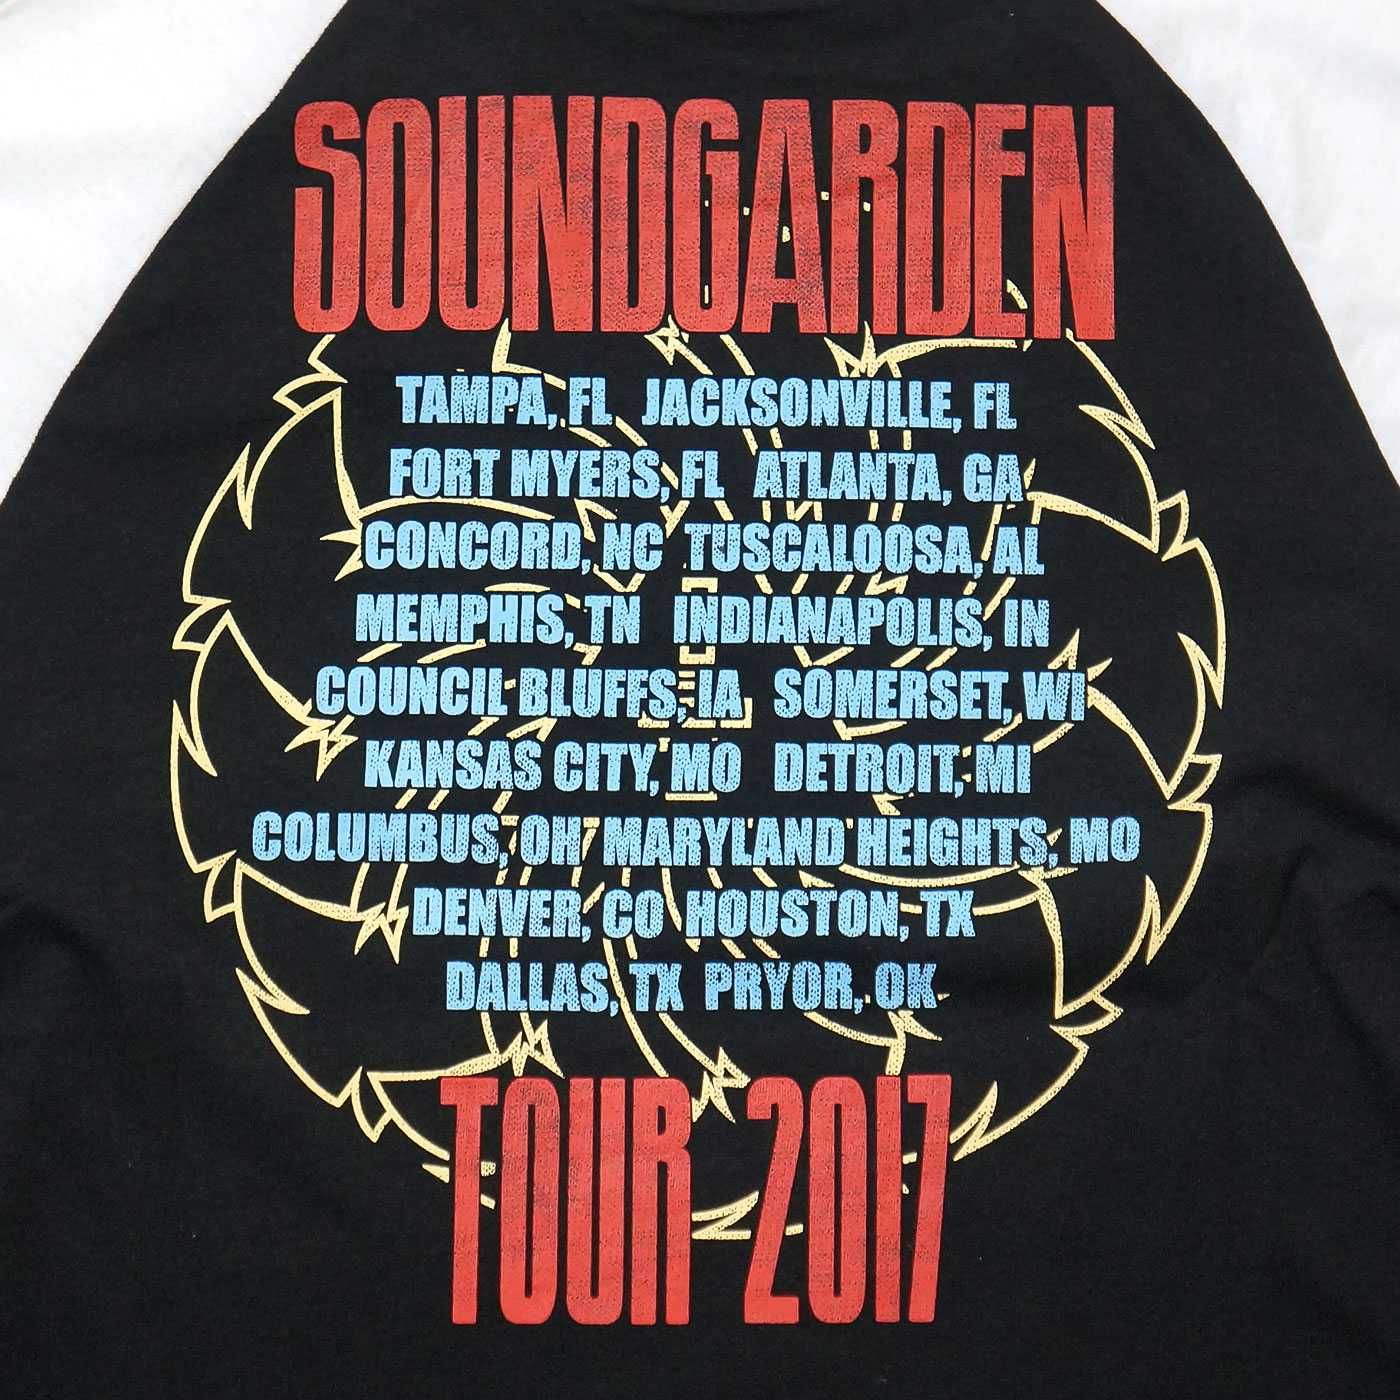 SOUNDGARDEN
TAMPA, FL JACKSONVILLE, FL
FORT MYERS, FL ATLANTA, GA
CONCORD, NC TUSCALOOSA, AL
MEMPHIS, TN INDIANAPOLIS, IN
COUNCIL BLUFFS, IA SOMERSET, WI
KANSAS CITY, MO DETROIT, MI
COLUMBUS, OH MARYLAND HEIGHTS, MO
DENVER, CO HOUSTON, TX
DALLAS, TX PRYOR, OK
TOUR 2017